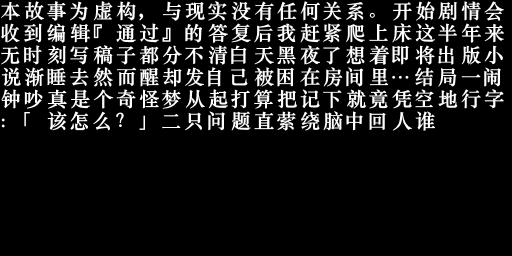 本故事为虚构，与现实没有任何关系。开始剧情会
收到编辑『通过』的答复后我赶紧爬上床这半年来
无时刻写稿子都分不清白天黑夜了想着即将出版小
说渐睡去然而醒却发自己被困在房间里…结局一闹
钟吵真是个奇怪梦从起打算把记下就竟凭空地行字
:「 该怎么？」二只问题直萦绕脑中回人谁